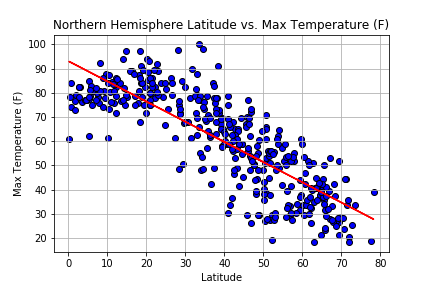 Northern Hemisphere Latitude vs. Max Temperature (F)
Max Temperature (F)
100
90
80
70
60
50
40
30
20
0 10 20 30 40 50 60 70 80
Latitude